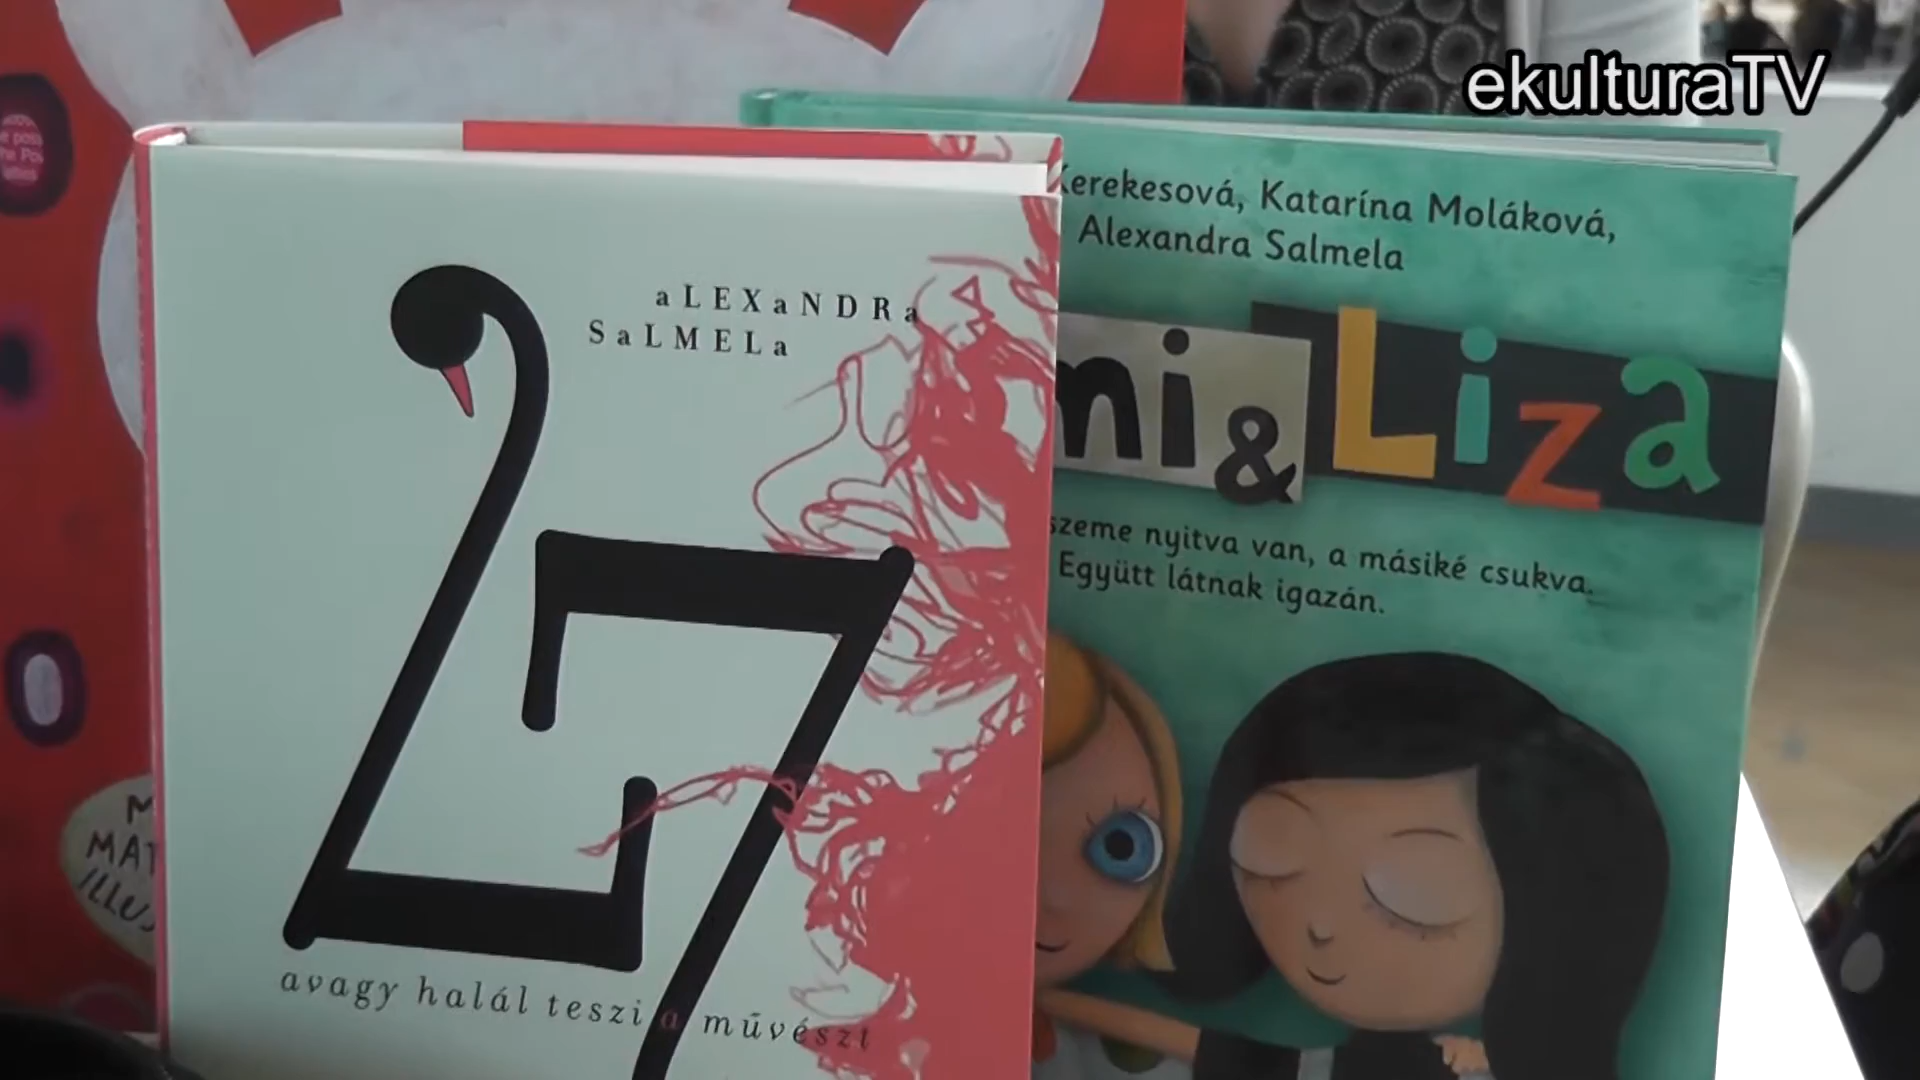 ekulturaTV
aLEXaNDRa
SaLMELa
27
avagy halál teszi a művészt
Kerekesová, Katarína Moláková,
Alexandra Salmela
mi & Liza
szeme nyitva van, a másiké csukva.
Együtt látnak igazán.